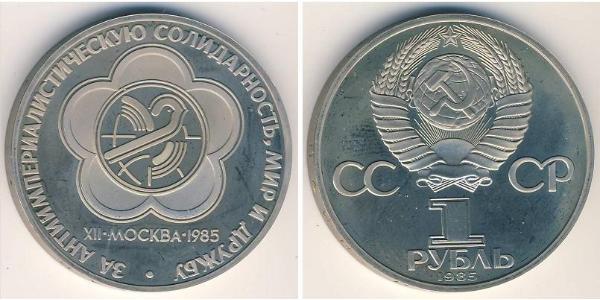 ЗА АНТИИМПЕРИАЛИСТИЧЕСКУЮ СОЛИДАРНОСТЬ, МИР И ДРУЖБУ •
XII•МОСКВА•1985
СС СР
1
РУБЛЬ
1985